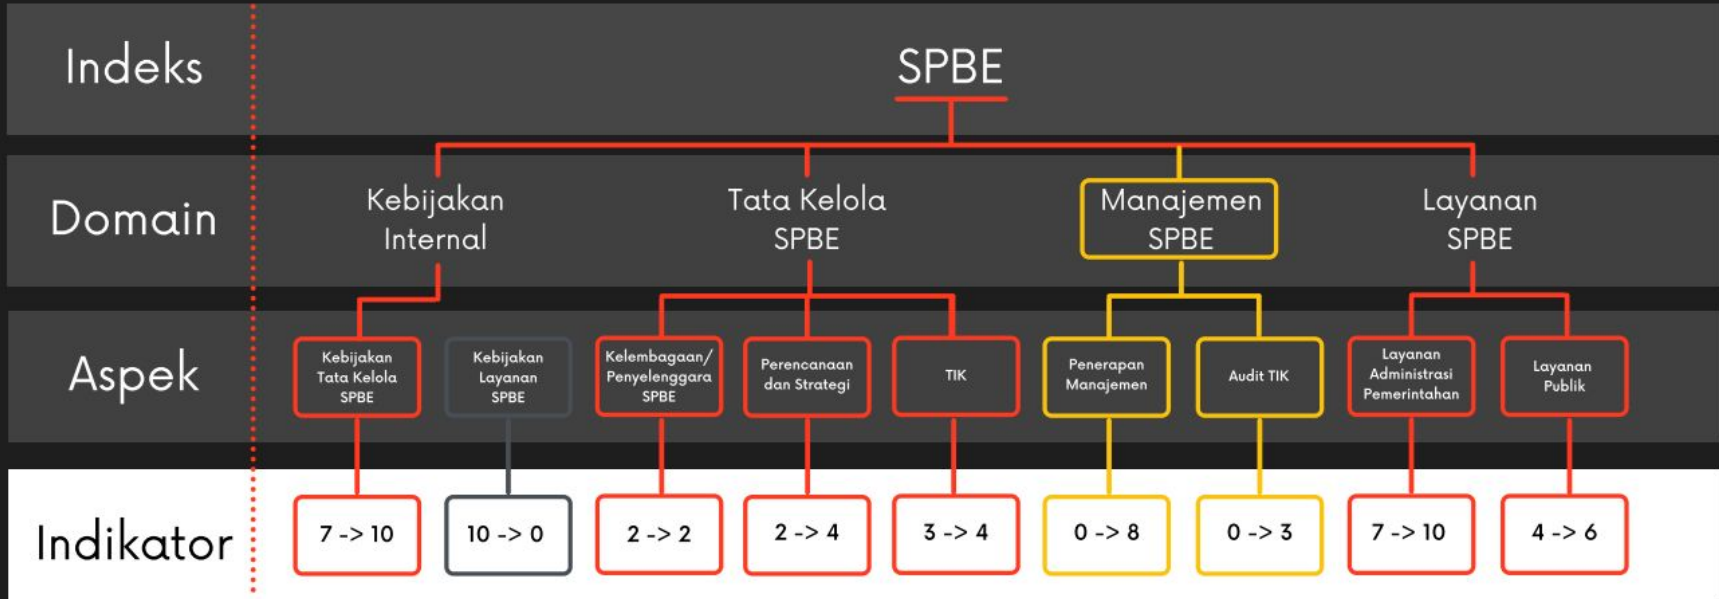 Indeks
SPBE
Domain
Kebijakan
Internal
Tata Kelola
SPBE
Manajemen
SPBE
Layanan
SPBE
Aspek
Kebijakan
Tata Kelola
SPBE
Kebijakan
Layanan
SPBE
Kelembagaan/
Penyelenggara
SPBE
Perencanaan
dan Strategi
TIK
Penerapan
Manajemen
Audit TIK
Layanan
Administrasi
Pemerintahan
Layanan
Publik
Indikator
7 -> 10
10 -> 0
2 -> 2
2 -> 4
3 -> 4
0 -> 8
0 -> 3
7 -> 10
4 -> 6